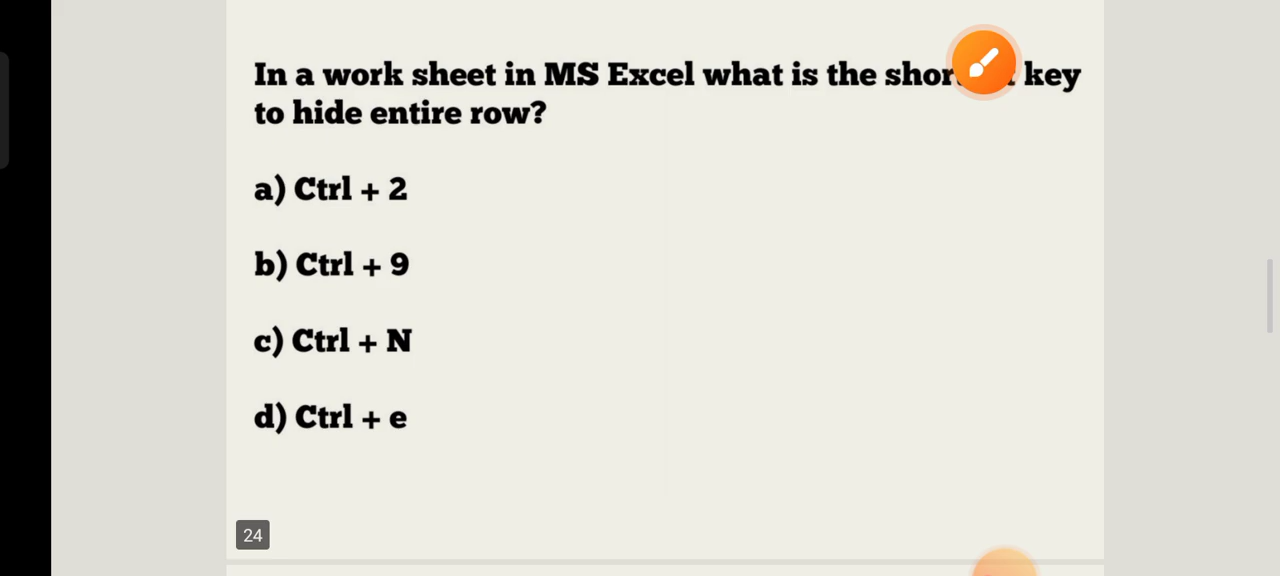 In a work sheet in MS Excel what is the key
to hide entire row?
a) Ctrl + 2
b) Ctrl + 9
c) Ctrl + N
d) Ctrl + e
24